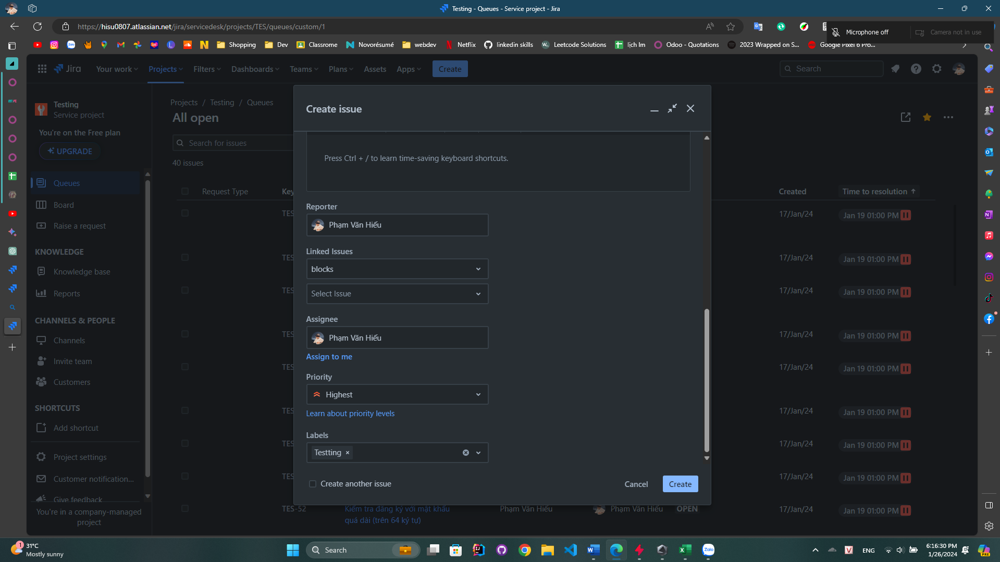 Testing - Queues - Service project - Jira
https://hisu0807.atlassian.net/jira/servicedesk/projects/TES/queues/custom/1
Microphone off
Camera not in use
Shopping
Dev
Classrome
Novorésumé
webdev
Netflix
linkedin skills
Leetcode Solutions
lịch lm
Odoo - Quotations
2023 Wrapped on S...
Google Pixel 6 Pro...
Jira
Your work
Projects
Filters
Dashboards
Teams
Plans
Assets
Apps
Create
Search
Testing
Service project
You're on the Free plan
UPGRADE
Queues
Board
Raise a request
KNOWLEDGE
Knowledge base
Reports
CHANNELS & PEOPLE
Channels
Invite team
Customers
SHORTCUTS
Add shortcut
Project settings
Customer notification...
Give feedback
You're in a company-managed
project
Projects / Testing / Queues
All open
Search for issues
40 issues
Request Type
Key
Created
Time to resolution
TES 17/Jan/24 Jan 19 01:00 PM
TES 17/Jan/24 Jan 19 01:00 PM
TES 17/Jan/24 Jan 19 01:00 PM
TES 17/Jan/24 Jan 19 01:00 PM
TES 17/Jan/24 Jan 19 01:00 PM
TES 17/Jan/24 Jan 19 01:00 PM
TES 17/Jan/24 Jan 19 01:00 PM
TES 17/Jan/24 Jan 19 01:00 PM
TES-52 Kiểm tra đăng ký với mật khẩu Phạm Văn Hiếu Phạm Văn Hiếu OPEN 17/Jan/24 Jan 19 01:00 PM
quá dài (trên 64 ký tự)
Create issue
Press Ctrl + / to learn time-saving keyboard shortcuts.
Reporter
Phạm Văn Hiếu
Linked Issues
blocks
Select Issue
Assignee
Phạm Văn Hiếu
Assign to me
Priority
Highest
Learn about priority levels
Labels
Testting ×
Create another issue
Cancel
Create
1
31°C
Mostly sunny
Search
ENG
6:16:30 PM
1/26/2024